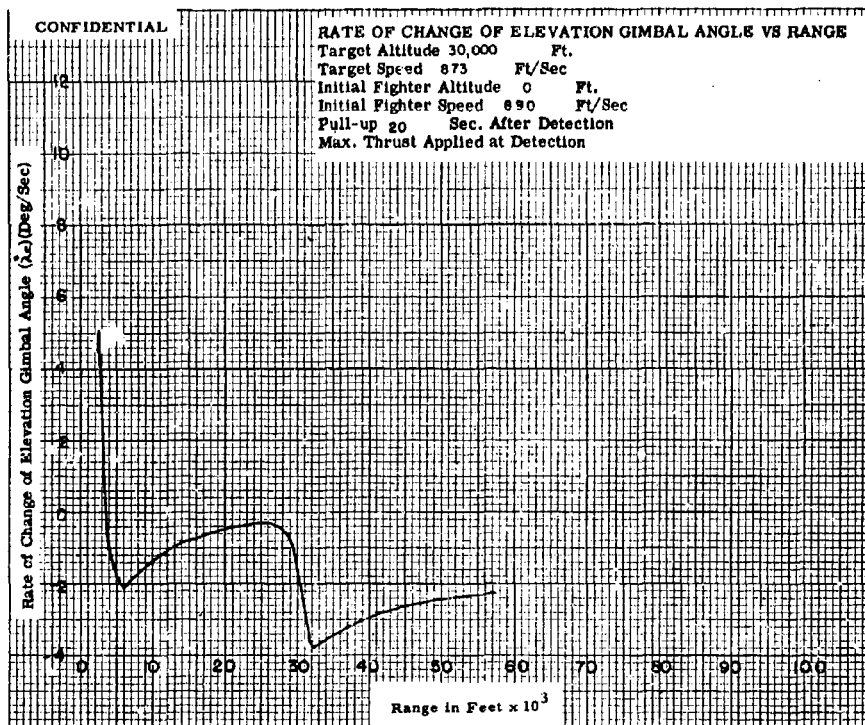 CONFIDENTIAL
RATE OF CHANGE OF ELEVATION GIMBAL ANGLE VS RANGE
Target Altitude 30,000 Ft.
Target Speed 873 Ft/Sec
Initial Fighter Altitude 0 Ft.
Initial Fighter Speed 890 Ft/Sec
Pull-up 20 Sec. After Detection
Max. Thrust Applied at Detection
Rate of Change of Elevation Gimbal Angle (λ̇e)(Deg/Sec)
12
10
8
6
4
2
0
-2
-4
0 10 20 30 40 50 60 70 80 90 100
Range in Feet x 10³